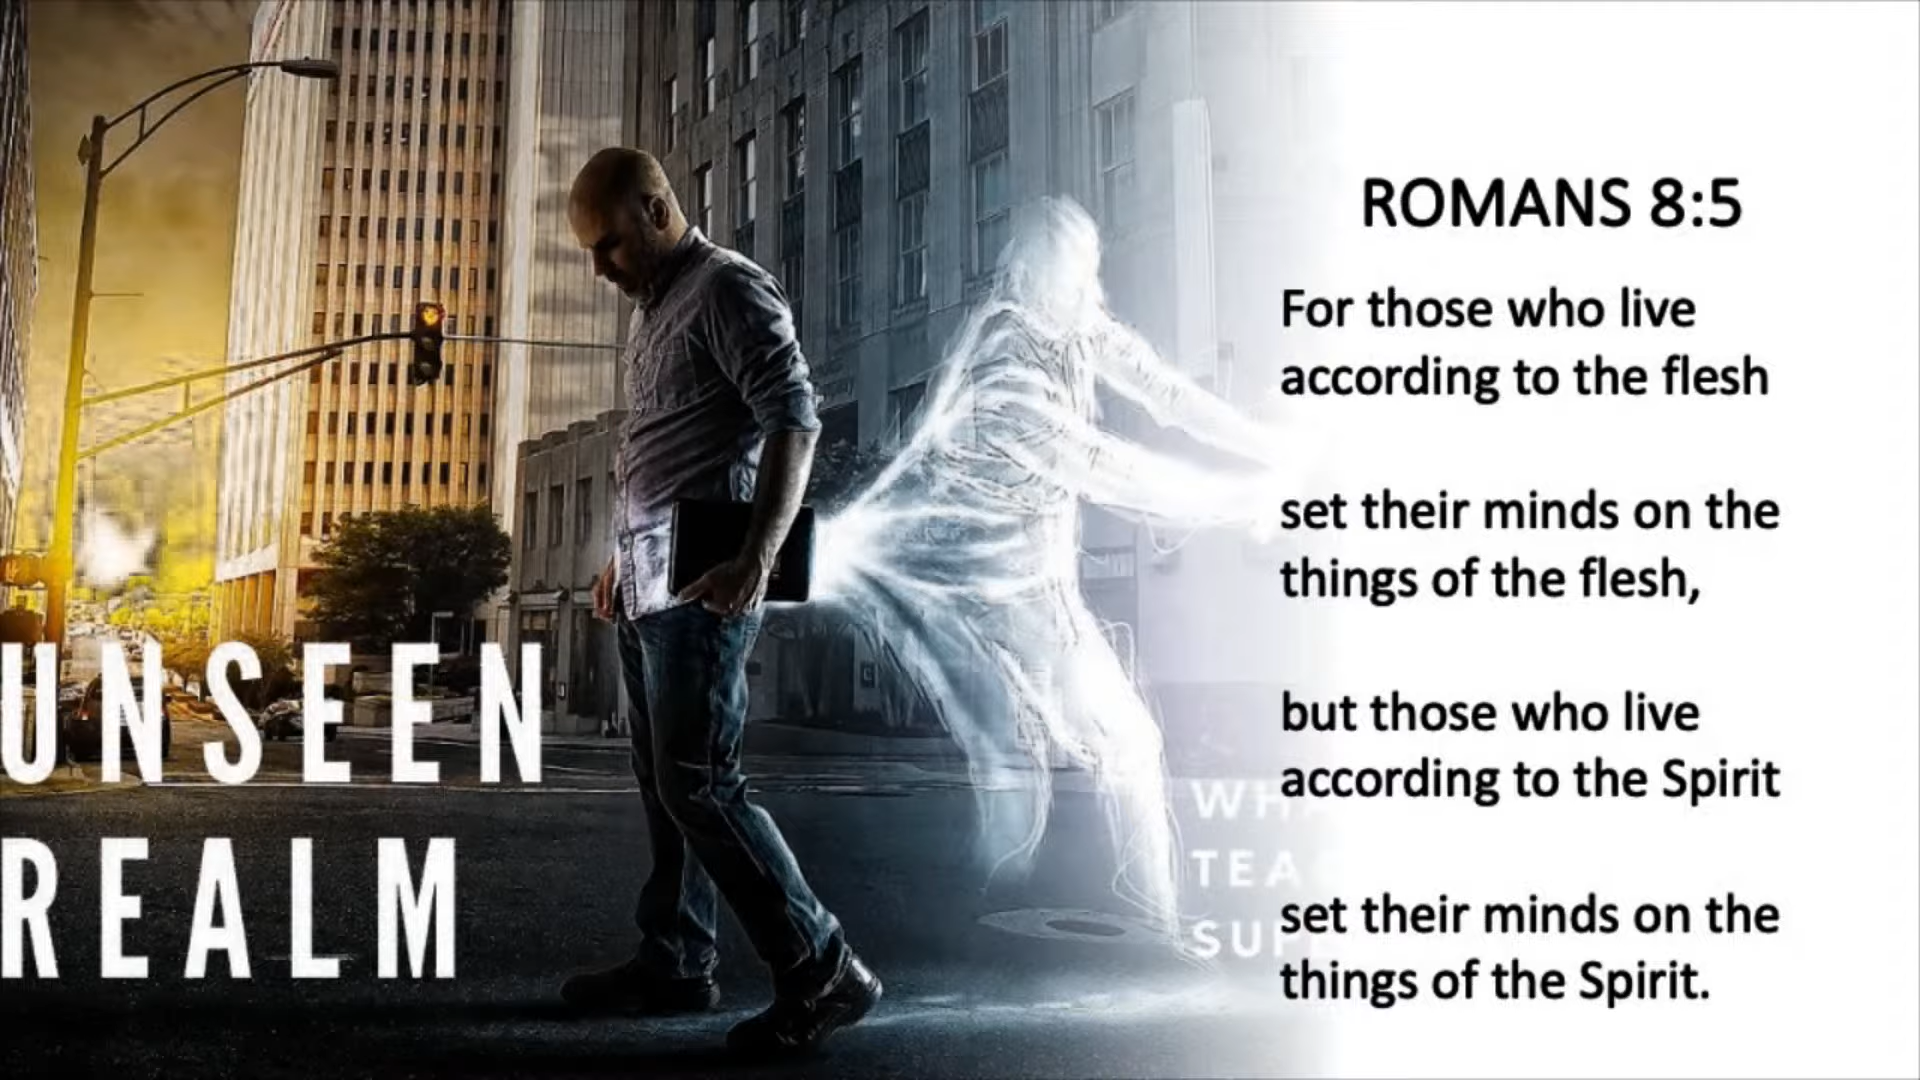 UNSEEN
REALM
ROMANS 8:5
For those who live
according to the flesh
set their minds on the
things of the flesh,
but those who live
according to the Spirit
set their minds on the
things of the Spirit.